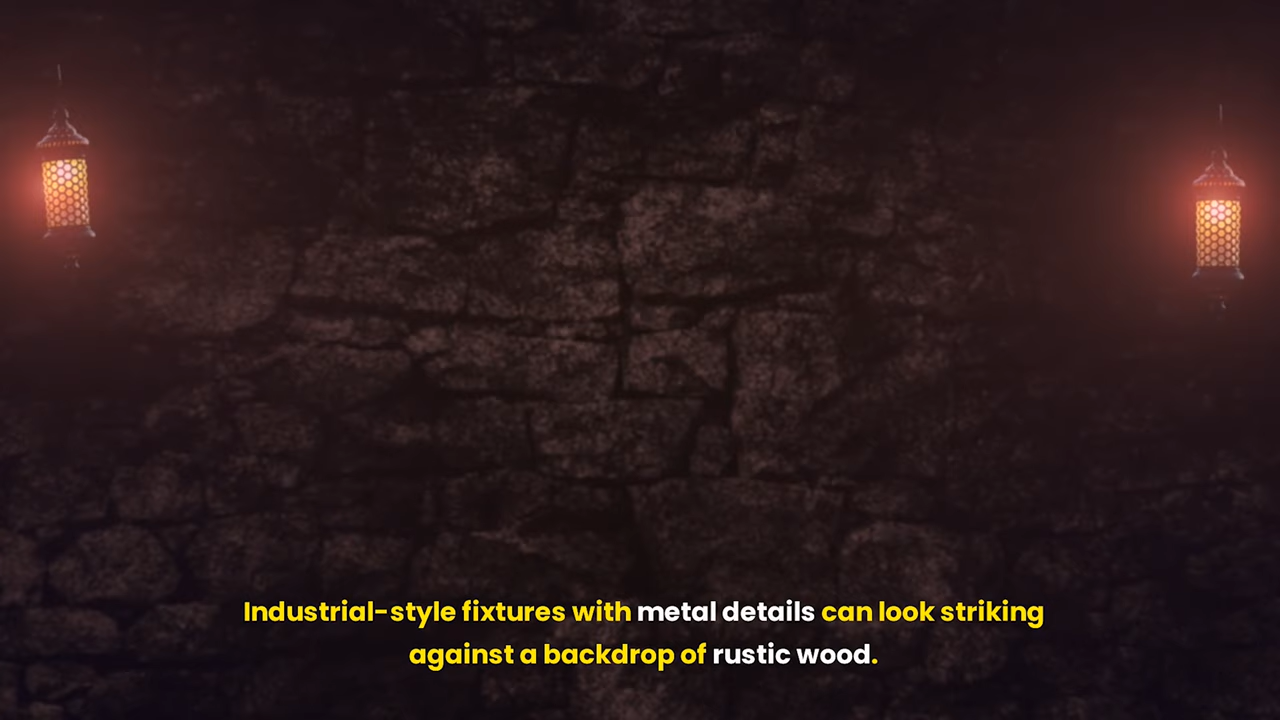 Industrial-style fixtures with metal details can look striking
against a backdrop of rustic wood.